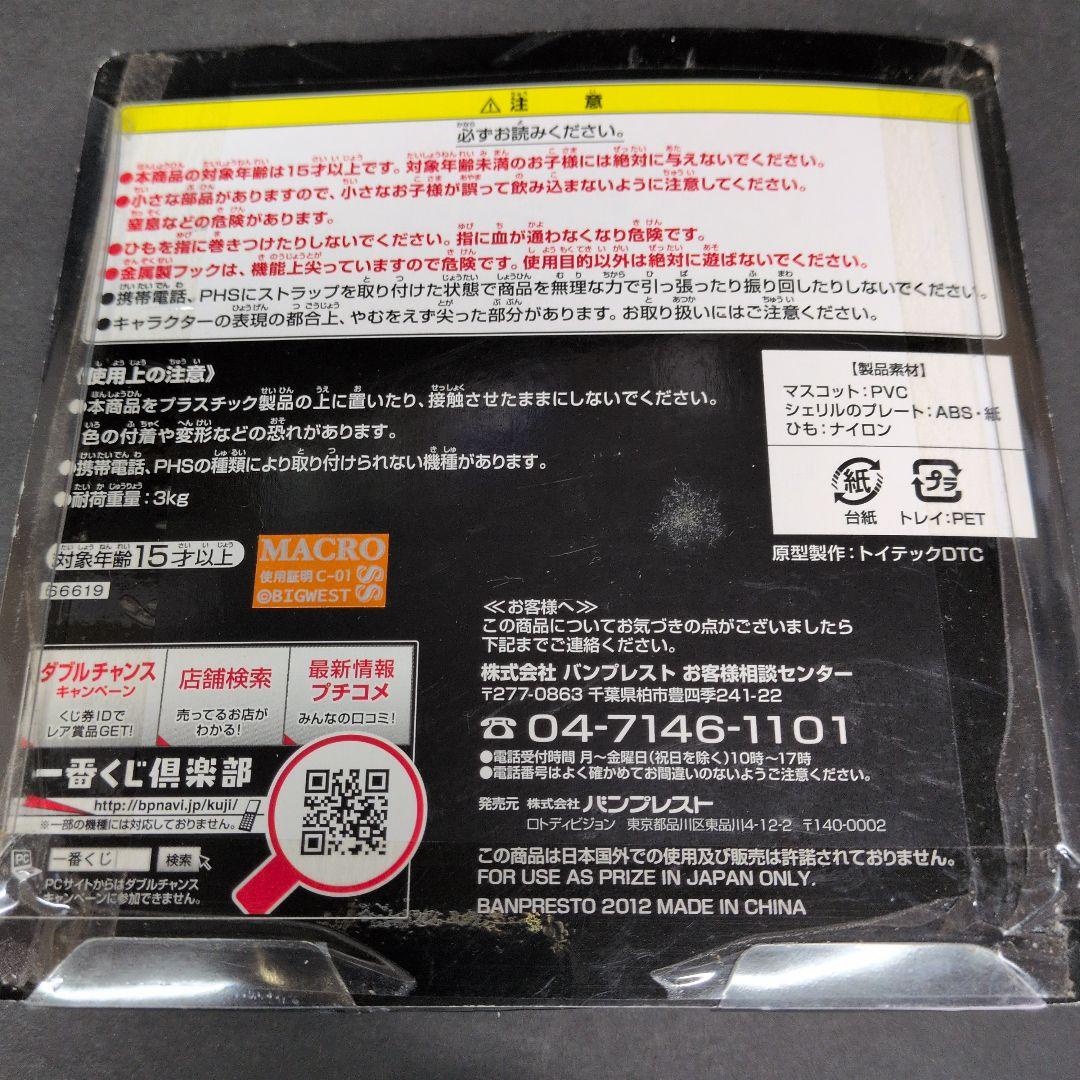 ⚠注 意
必ずお読みください。
●本商品の対象年齢は15才以上です。対象年齢未満のお子様には絶対に与えないでください。
●小さな部品がありますので、小さなお子様が誤って飲み込まないように注意してください。
窒息などの危険があります。
●ひもを指に巻きつけたりしないでください。指に血が通わなくなり危険です。
●金属製フックは、機能上尖っていますので危険です。使用目的以外は絶対に遊ばないでください。
●携帯電話、PHSにストラップを取り付けた状態で商品を無理な力で引っ張ったり振り回したりしないでください。
●キャラクターの表現の都合上、やむをえず尖った部分があります。お取り扱いにはご注意ください。
《使用上の注意》
●本商品をプラスチック製品の上に置いたり、接触させたままにしないでください。
色の付着や変形などの恐れがあります。
●携帯電話、PHSの種類により取り付けられない機種があります。
●耐荷重量：3kg
【製品素材】
マスコット：PVC
シェリルのプレート：ABS・紙
ひも：ナイロン
紙 プラ
台紙 トレイ：PET
原型製作：トイテックDTC
対象年齢15才以上
66619
MACRO
使用証明 C-01
©BIGWEST
≪お客様へ≫
この商品についてお気づきの点がございましたら
下記までご連絡ください。
株式会社 バンプレスト お客様相談センター
〒277-0863 千葉県柏市豊四季241-22
☎04-7146-1101
●電話受付時間 月～金曜日(祝日を除く)10時～17時
●電話番号はよく確かめてお間違いのないようご注意ください。
発売元 株式会社 バンプレスト
ロトディビジョン 東京都品川区東品川4-12-2 〒140-0002
この商品は日本国外での使用及び販売は許諾されておりません。
FOR USE AS PRIZE IN JAPAN ONLY.
BANPRESTO 2012 MADE IN CHINA
ダブルチャンス
キャンペーン
くじ券IDで
レア賞品GET!
店舗検索
売ってるお店が
わかる!
最新情報
プチコメ
みんなの口コミ!
一番くじ倶楽部
http://bpnavi.jp/kuji/
※一部の機種には対応しておりません。
PC 一番くじ 検索
PCサイトからはダブルチャンス
キャンペーンに参加できません。